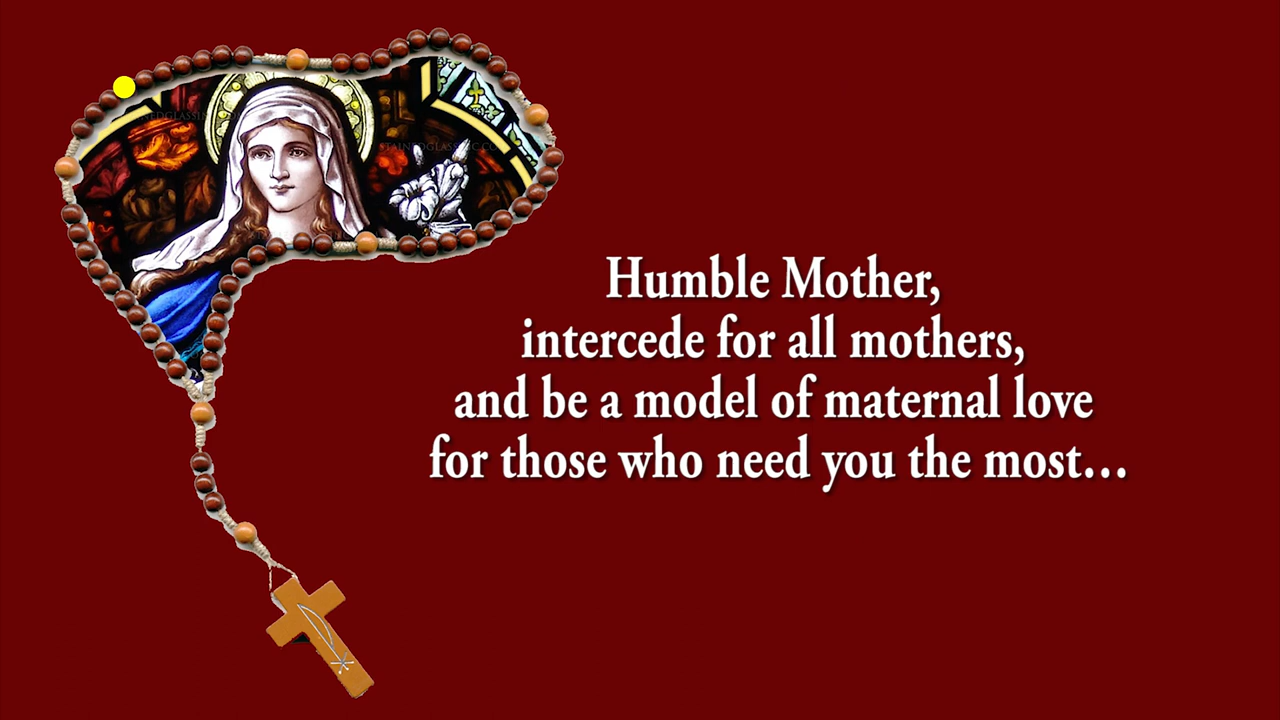 Humble Mother,
intercede for all mothers,
and be a model of maternal love
for those who need you the most…